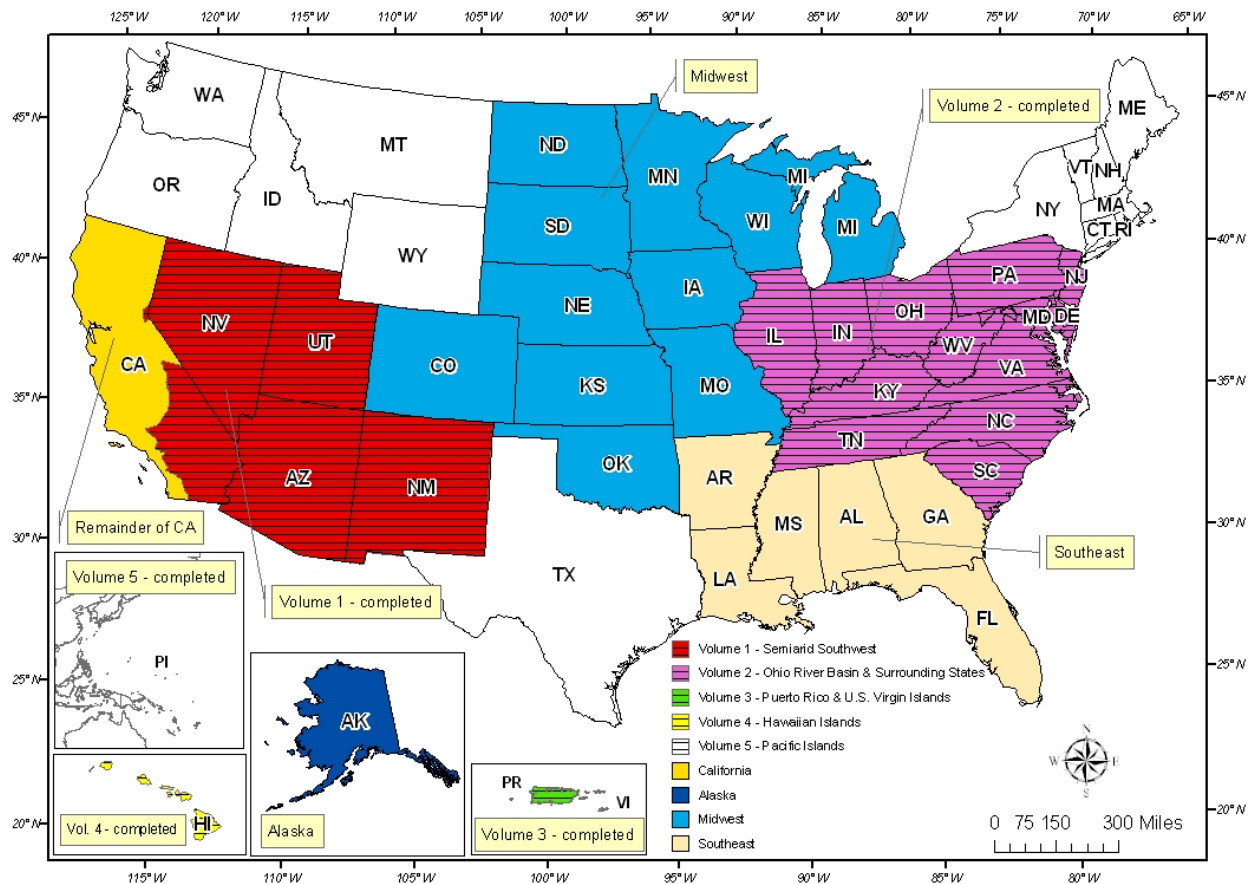 125°W 120°W 115°W 110°W 105°W 100°W 95°W 90°W 85°W 80°W 75°W 70°W 65°W
45°N
40°N
35°N
30°N
25°N
20°N
45°N
40°N
35°N
30°N
25°N
20°N
Midwest
Volume 2 - completed
WA
MT
ND
MN
ME
OR
ID
SD
WI
MI
MI
VT
NH
NY
MA
CT
RI
WY
NE
IA
PA
NJ
NV
UT
CO
IL
IN
OH
MD
DE
WV
VA
CA
KS
MO
KY
NC
TN
SC
AZ
NM
OK
AR
MS
AL
GA
Remainder of CA
Southeast
TX
LA
FL
Volume 5 - completed
Volume 1 - completed
PI
AK
Alaska
HI
Vol. 4 - completed
PR
VI
Volume 3 - completed
Volume 1 - Semiarid Southwest
Volume 2 - Ohio River Basin & Surrounding States
Volume 3 - Puerto Rico & U.S. Virgin Islands
Volume 4 - Hawaiian Islands
Volume 5 - Pacific Islands
California
Alaska
Midwest
Southeast
N
W E
S
0 75 150 300 Miles
115°W 110°W 105°W 100°W 95°W 90°W 85°W 80°W